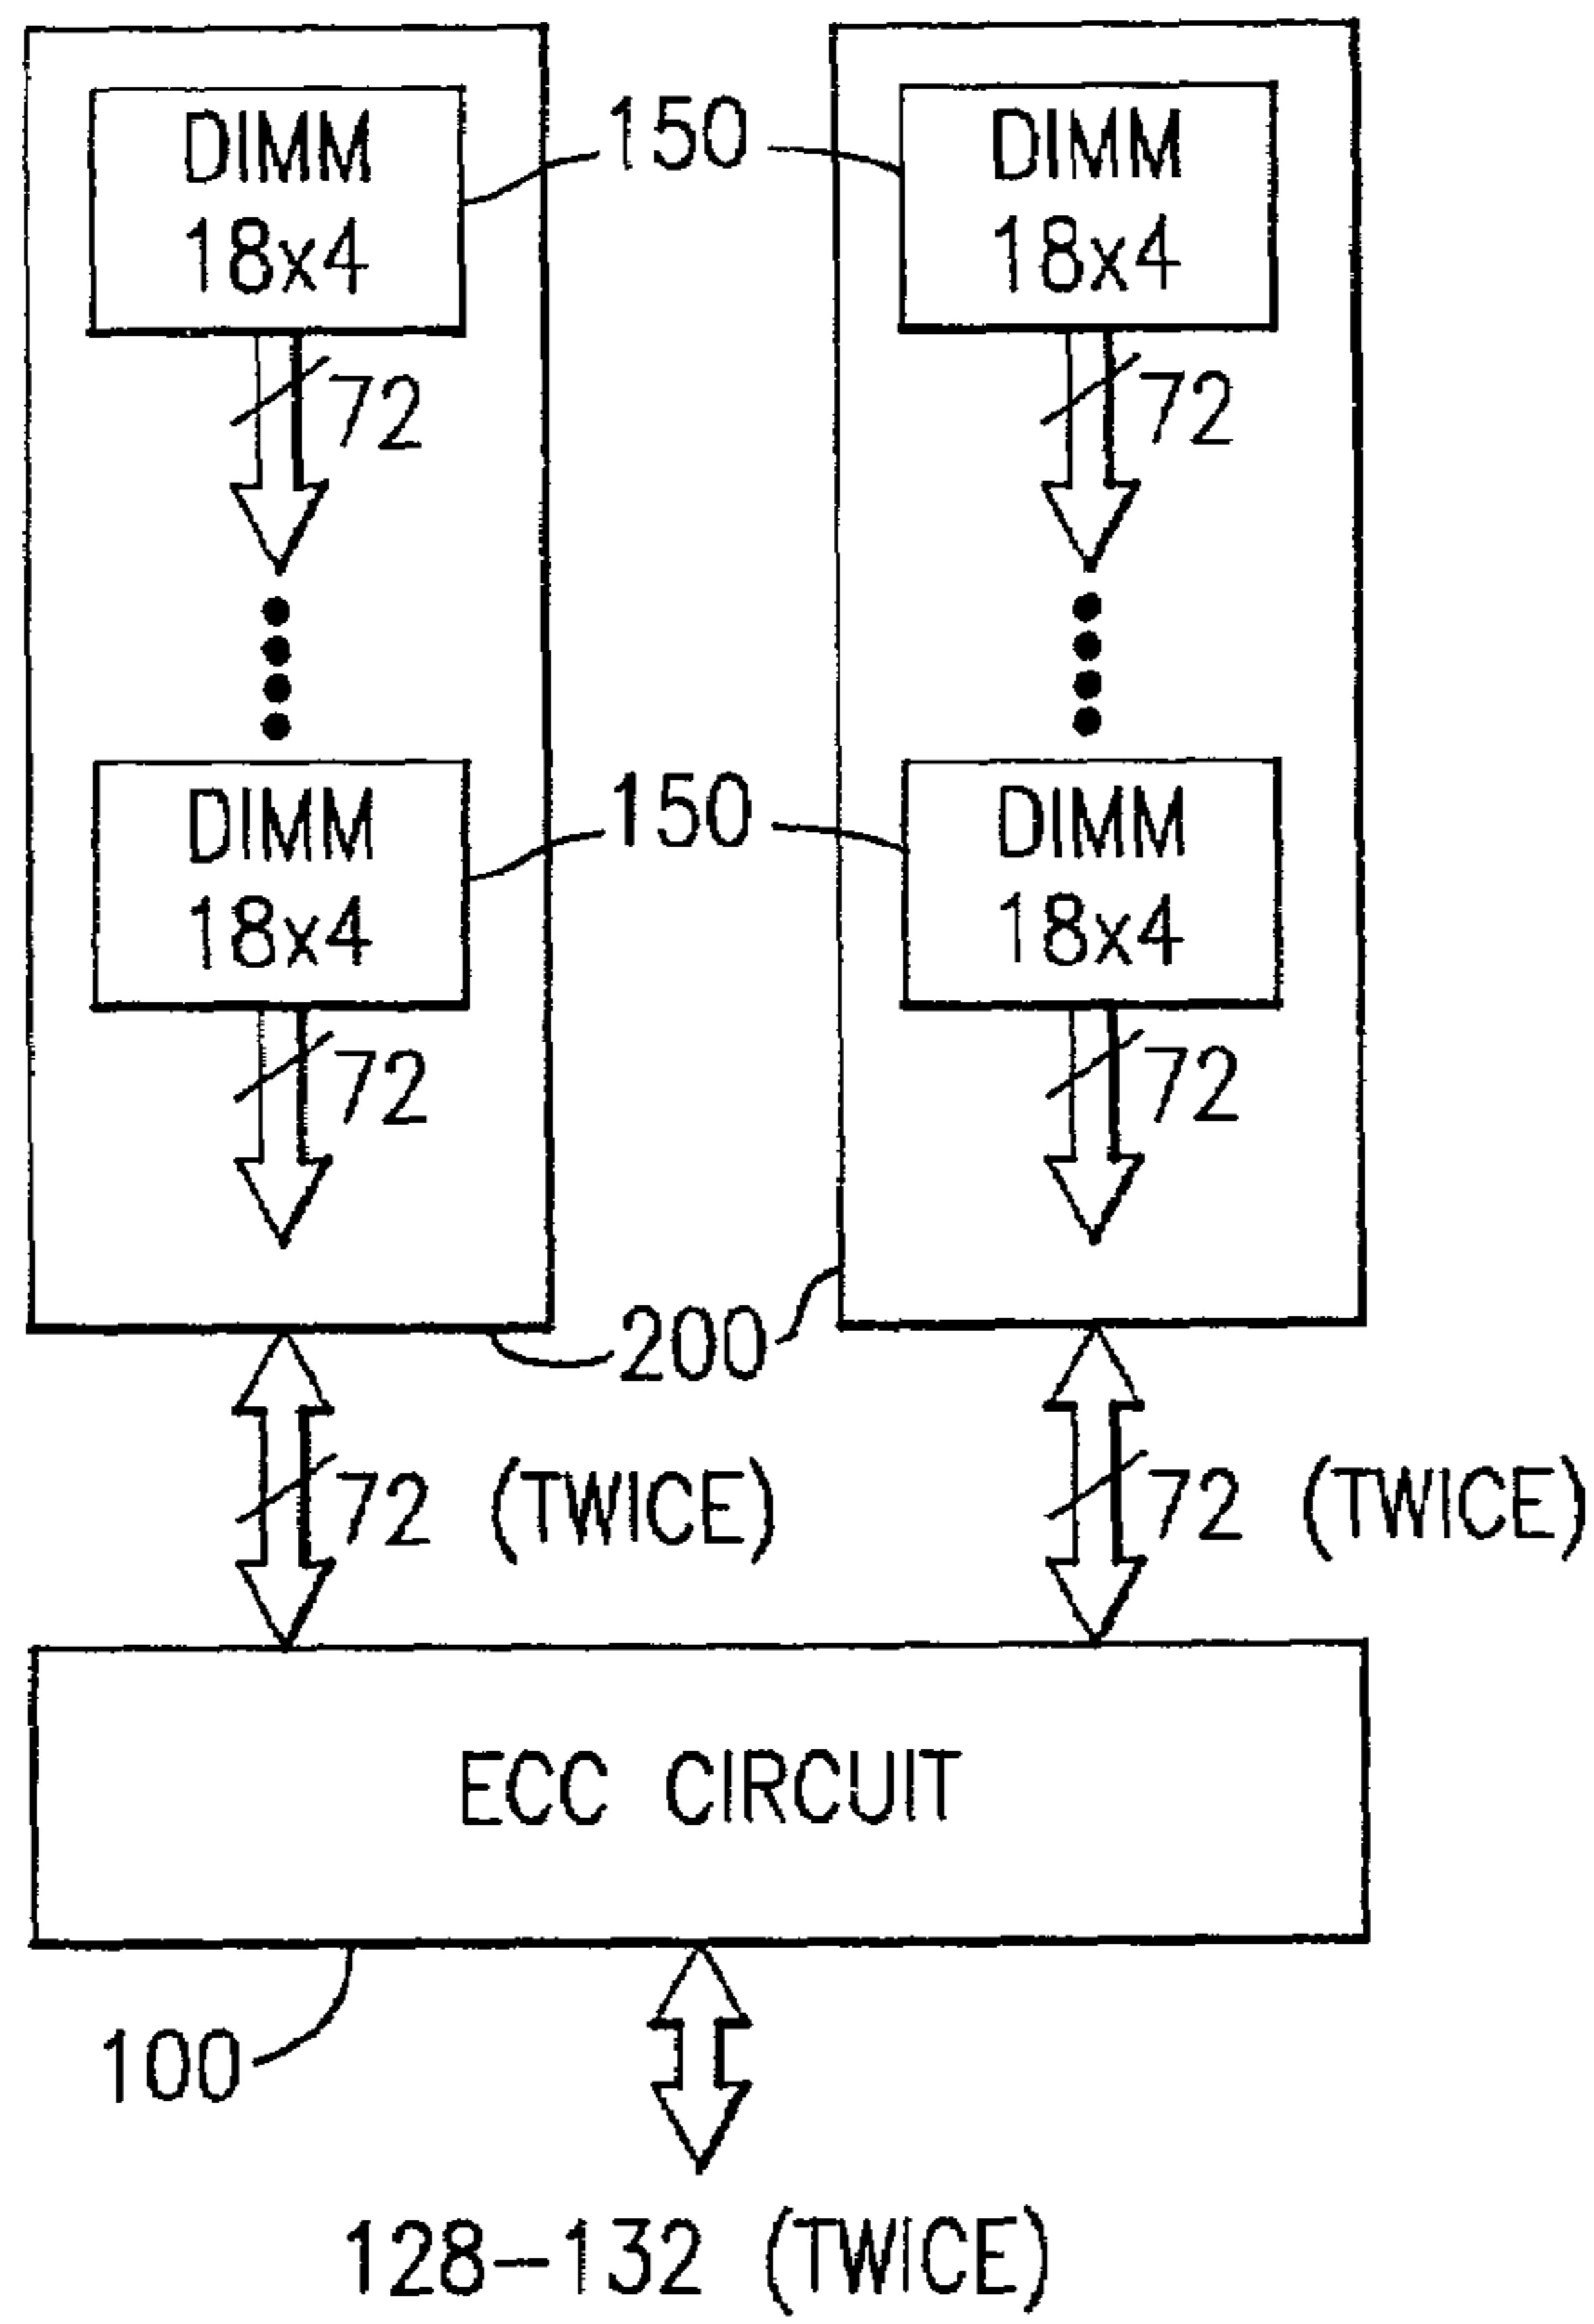 DIMM
18x4
150
DIMM
18x4
72
72
DIMM
18x4
150
DIMM
18x4
72
72
200
72 (TWICE)
72 (TWICE)
ECC CIRCUIT
100
128-132 (TWICE)